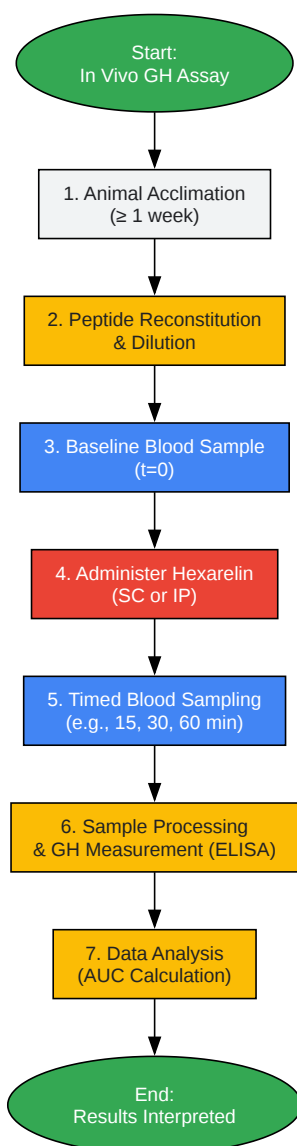 Start:
In Vivo GH Assay
1. Animal Acclimation
(≥ 1 week)
2. Peptide Reconstitution
& Dilution
3. Baseline Blood Sample
(t=0)
4. Administer Hexarelin
(SC or IP)
5. Timed Blood Sampling
(e.g., 15, 30, 60 min)
6. Sample Processing
& GH Measurement (ELISA)
7. Data Analysis
(AUC Calculation)
End:
Results Interpreted